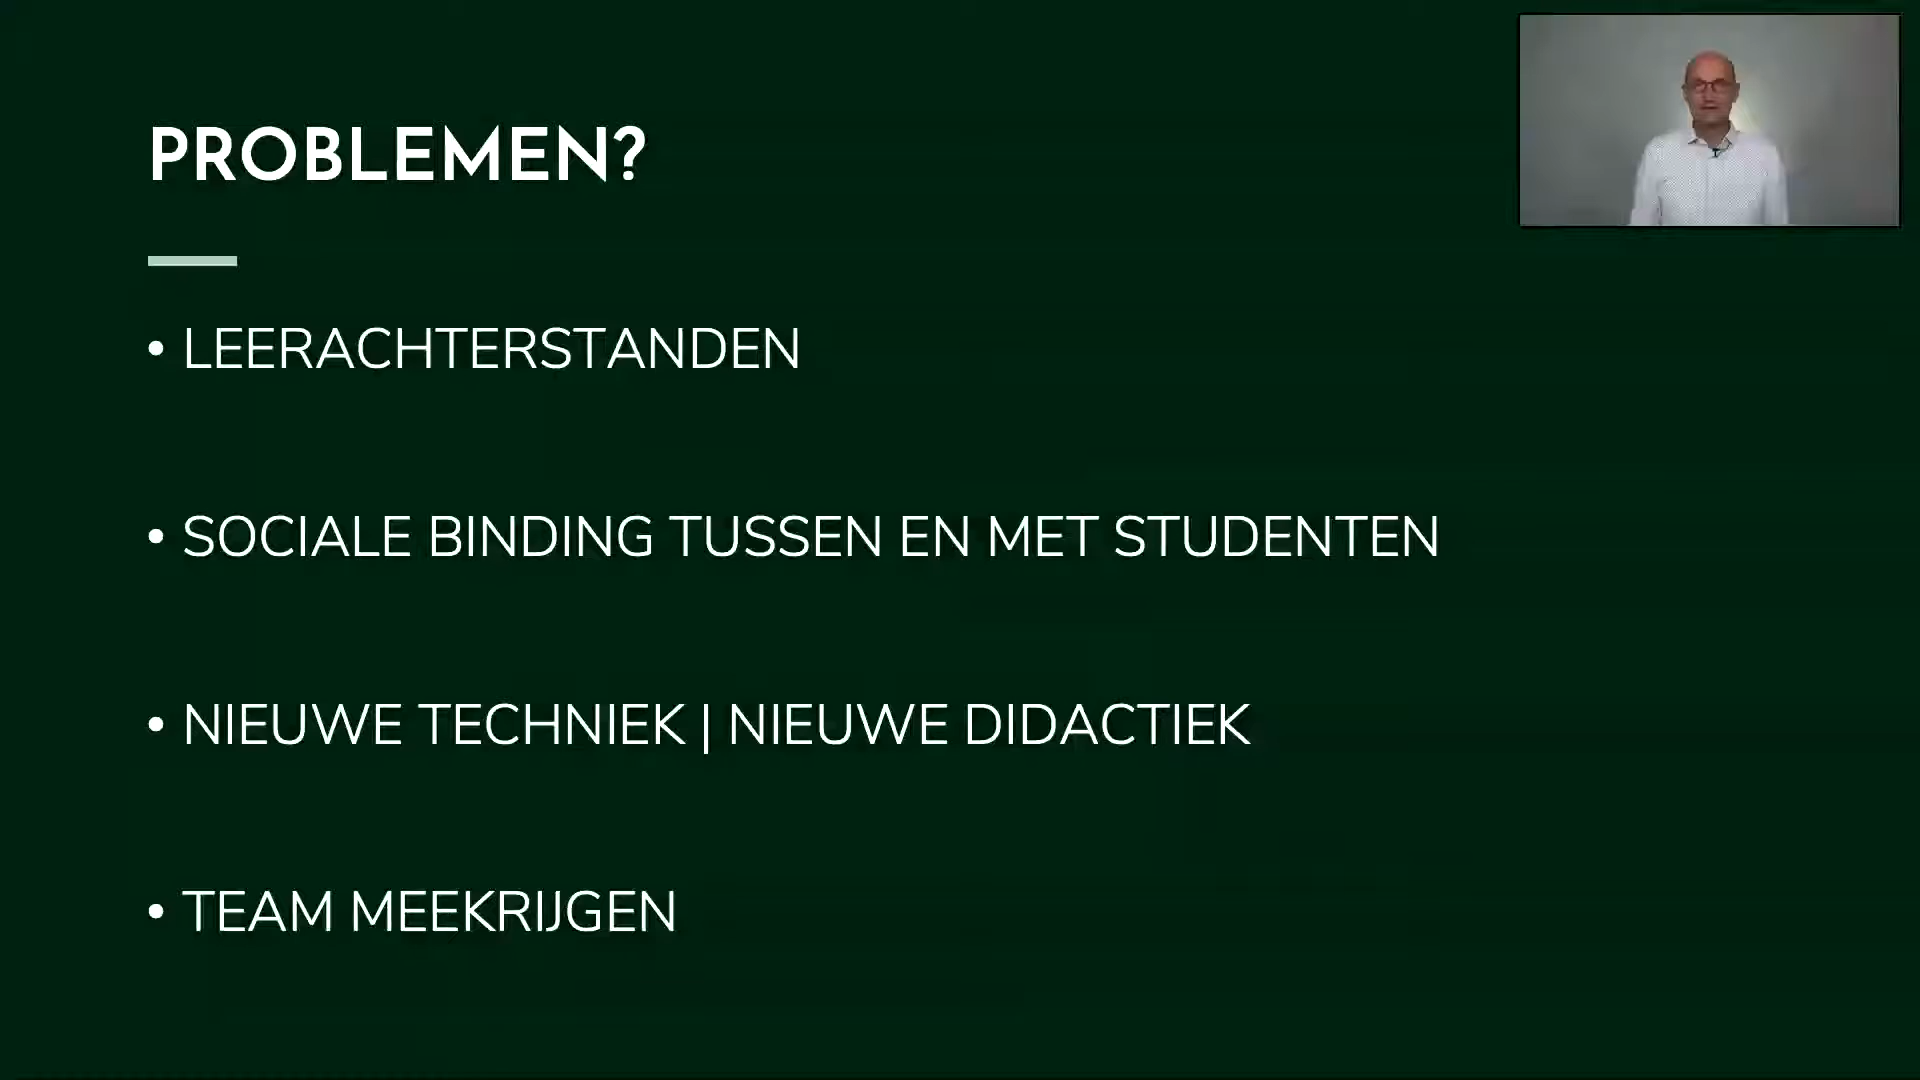 PROBLEMEN?
• LEERACHTERSTANDEN
• SOCIALE BINDING TUSSEN EN MET STUDENTEN
• NIEUWE TECHNIEK | NIEUWE DIDACTIEK
• TEAM MEEKRIJGEN